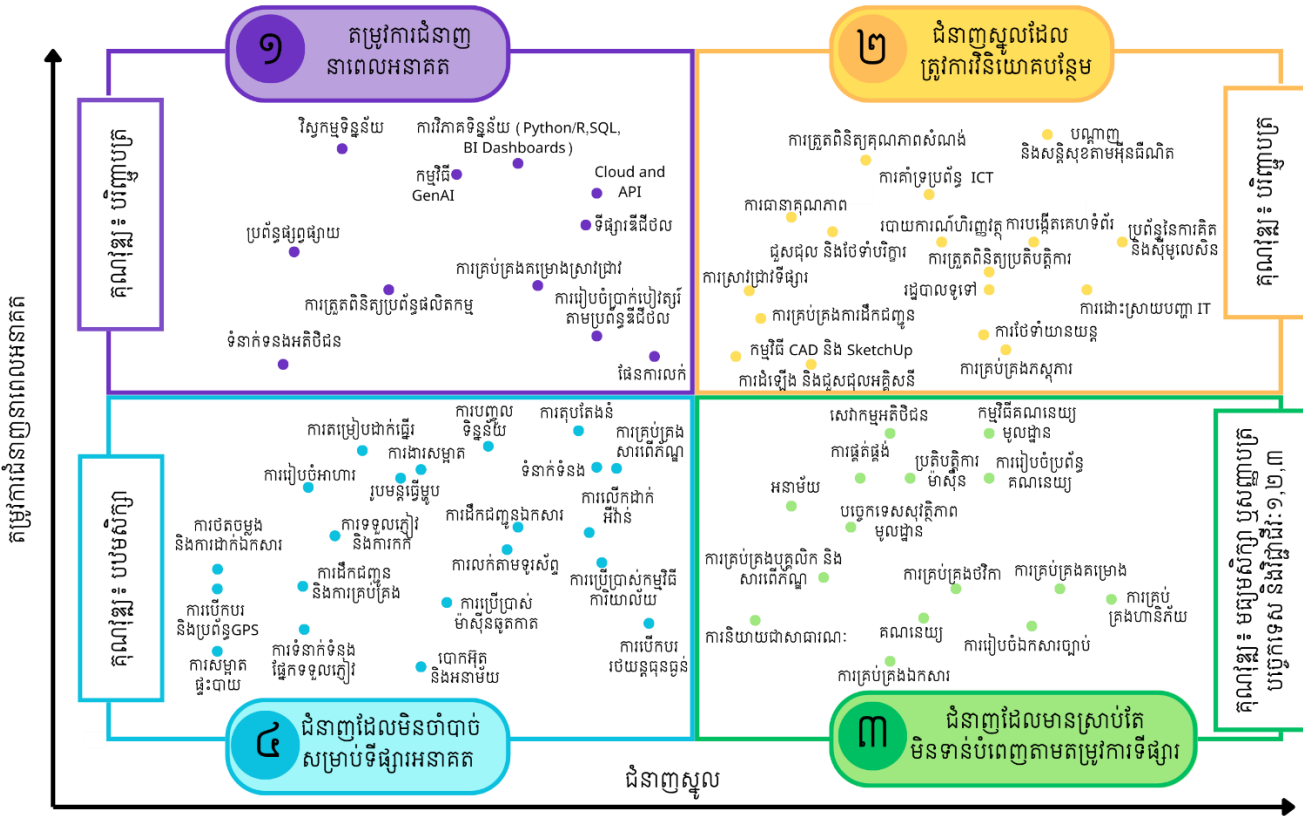 ១
តម្រូវការជំនាញ
នាពេលអនាគត
២
ជំនាញស្នូលដែល
ត្រូវការវិនិយោគបន្ថែម
គុណវុឌ្ឍ៖ បរិញ្ញាបត្រ
វិស្វកម្មទិន្នន័យ
ការវិភាគទិន្នន័យ (Python/R,SQL,
BI Dashboards)
កម្មវិធី
GenAI
Cloud and
API
ទីផ្សារឌីជីថល
ប្រព័ន្ធផ្សព្វផ្សាយ
ការគ្រប់គ្រងគម្រោងស្រាវជ្រាវ
ការត្រួតពិនិត្យប្រព័ន្ធផលិតកម្ម
ការរៀបចំប្រាក់បៀវត្សរ៍
តាមប្រព័ន្ធឌីជីថល
ទំនាក់ទនងអតិថិជន
ផែនការលក់
គុណវុឌ្ឍ៖ បរិញ្ញាបត្រ
ការត្រួតពិនិត្យគុណភាពសំណង់
បណ្តាញ
និងសន្តិសុខតាមអ៊ីនធឺណិត
ការគាំទ្រប្រព័ន្ធ ICT
ការធានាគុណភាព
ជួសជុល និងថែទាំបរិក្ខារ
របាយការណ៍ហិរញ្ញវត្ថុ
ការបង្កើតគេហទំព័រ
ប្រព័ន្ធនៃការគិត
និងស៊ីមូលេសិន
ការត្រួតពិនិត្យប្រតិបត្តិការ
ការស្រាវជ្រាវទីផ្សារ
រដ្ឋបាលទូទៅ
ការដោះស្រាយបញ្ហា IT
ការគ្រប់គ្រងការដឹកជញ្ជូន
ការថែទាំយានយន្ត
កម្មវិធី CAD និង SketchUp
ការគ្រប់គ្រងភស្តុភារ
ការដំឡើង និងជួសជុលអគ្គិសនី
តម្រូវការជំនាញនាពេលអនាគត
គុណវុឌ្ឍ៖ បឋមសិក្សា
ការតម្រៀបដាក់ធ្នើរ
ការបញ្ចូល
ទិន្នន័យ
ការតុបតែងនំ
ការគ្រប់គ្រង
សារពើភ័ណ្ឌ
ការងារសម្អាត
ការរៀបចំអាហារ
រូបមន្តធ្វើម្ហូប
ទំនាក់ទំនង
ការលើកដាក់
អីវ៉ាន់
ការថតចម្លង
និងការដាក់ឯកសារ
ការទទួលភ្ញៀវ
និងការកក់
ការដឹកជញ្ជូនឯកសារ
ការលក់តាមទូរស័ព្ទ
ការប្រើប្រាស់កម្មវិធី
ការិយាល័យ
ការដឹកជញ្ជូន
និងការគ្រប់គ្រង
ការបើកបរ
និងប្រព័ន្ធGPS
ការប្រើប្រាស់
ម៉ាស៊ីនឆូតកាត
ការបើកបរ
រថយន្តធុនធ្ងន់
ការសម្អាត
ផ្ទះបាយ
ការទំនាក់ទំនង
ផ្នែកទទួលភ្ញៀវ
បោកអ៊ុត
និងអនាម័យ
៤
ជំនាញដែលមិនចាំបាច់
សម្រាប់ទីផ្សារអនាគត
គុណវុឌ្ឍ៖ មធ្យមសិក្សា ឬសញ្ញាបត្រ
បច្ចេកទេស និងវិជ្ជាជីវៈ១,២,៣
សេវាកម្មអតិថិជន
កម្មវិធីគណនេយ្យ
មូលដ្ឋាន
ការផ្គត់ផ្គង់
ប្រតិបត្តិការ
ម៉ាស៊ីន
ការរៀបចំប្រព័ន្ធ
គណនេយ្យ
អនាម័យ
បច្ចេកទេសសុវត្ថិភាព
មូលដ្ឋាន
ការគ្រប់គ្រងបុគ្គលិក និង
សារពើភ័ណ្ឌ
ការគ្រប់គ្រងថវិកា
ការគ្រប់គ្រងគម្រោង
ការគ្រប់
គ្រងហានិភ័យ
ការនិយាយជាសាធារណៈ
គណនេយ្យ
ការរៀបចំឯកសារច្បាប់
ការគ្រប់គ្រងឯកសារ
៣
ជំនាញដែលមានស្រាប់តែ
មិនទាន់បំពេញតាមតម្រូវការទីផ្សារ
ជំនាញស្នូល